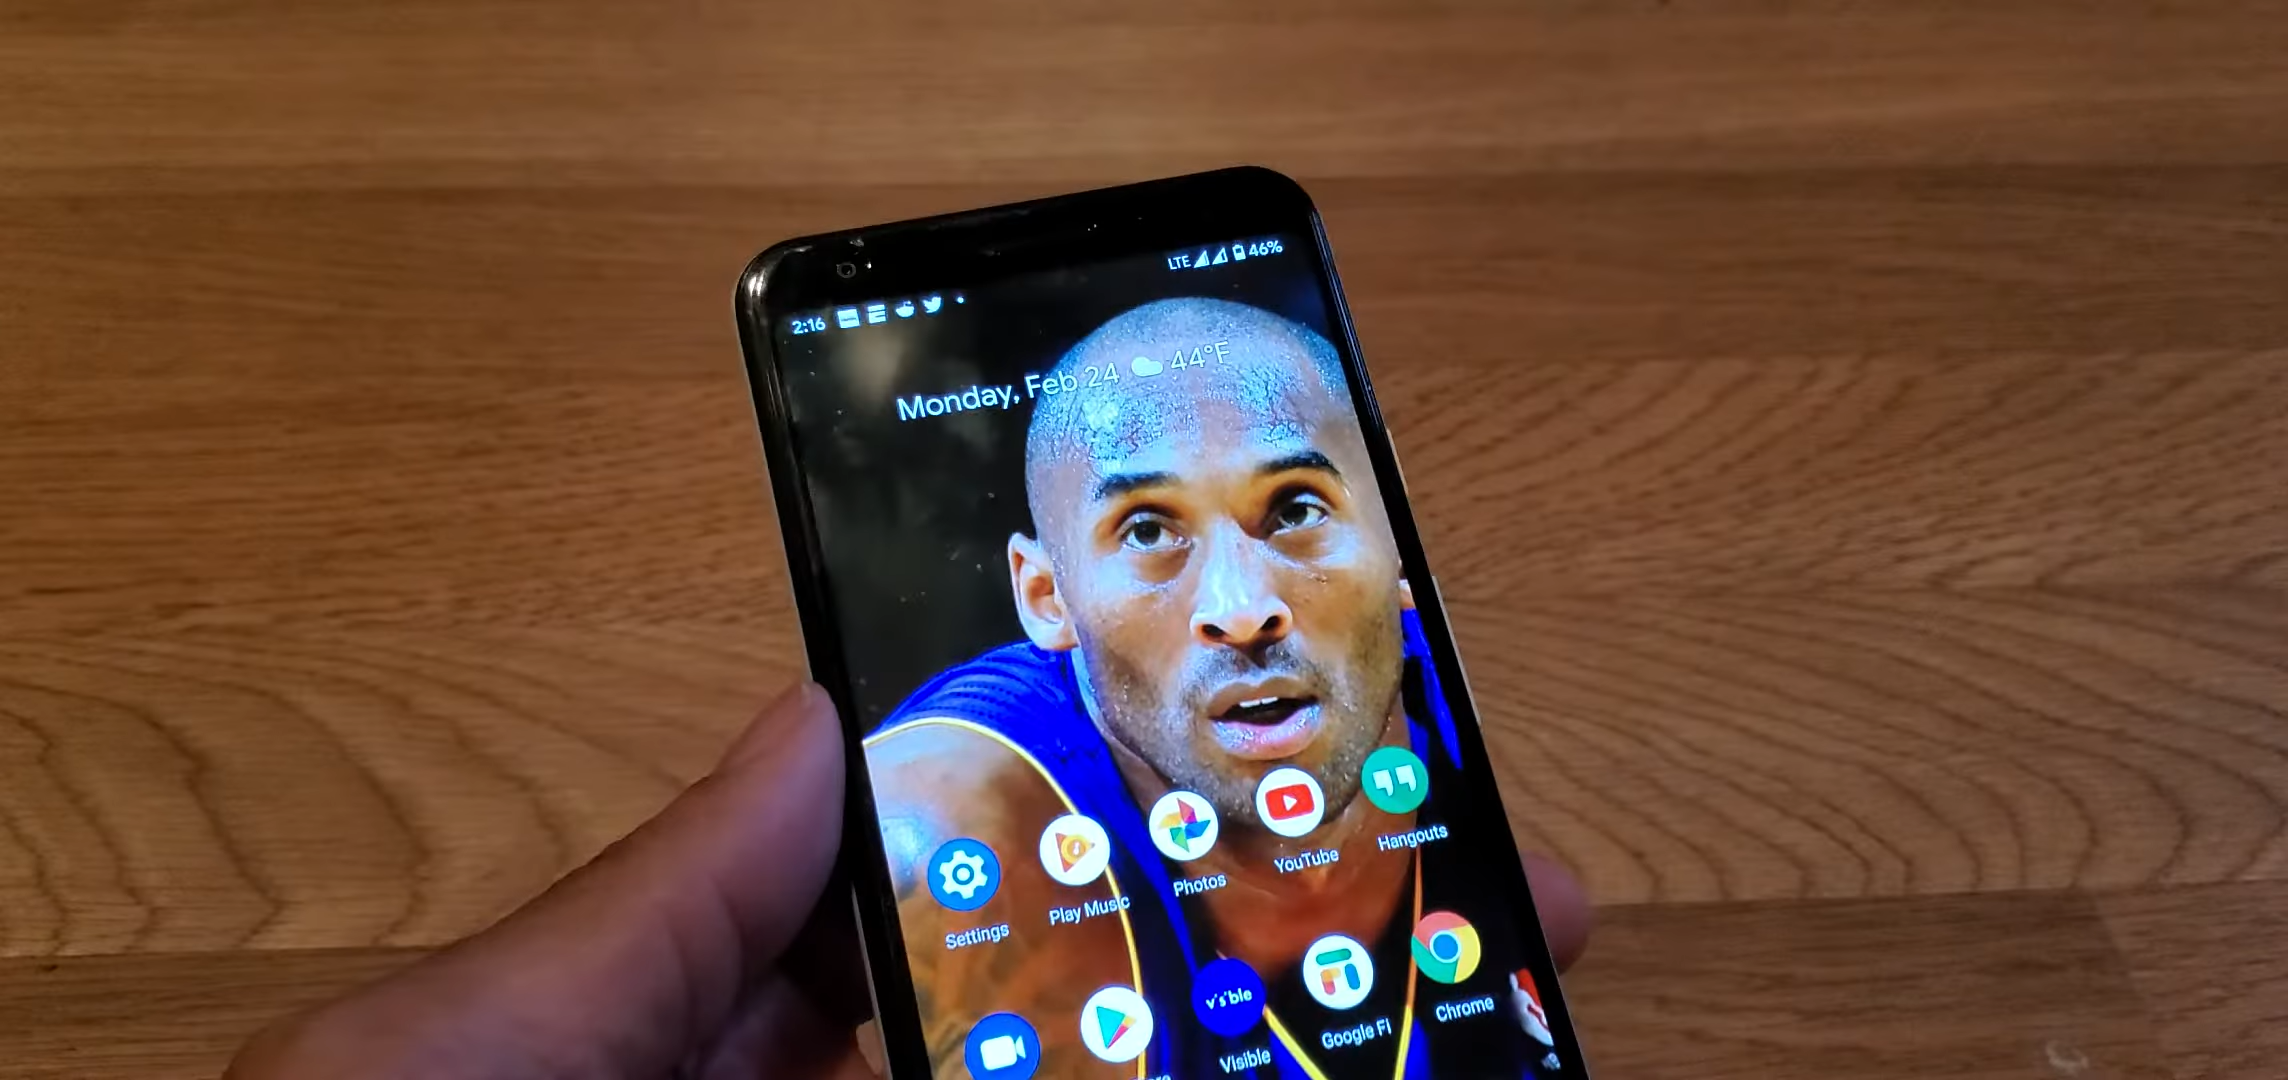 LTE 46%
2:16
Monday, Feb 24 44°F
Settings
Play Music
Photos
YouTube
Hangouts
Visible
Google Fi
Chrome